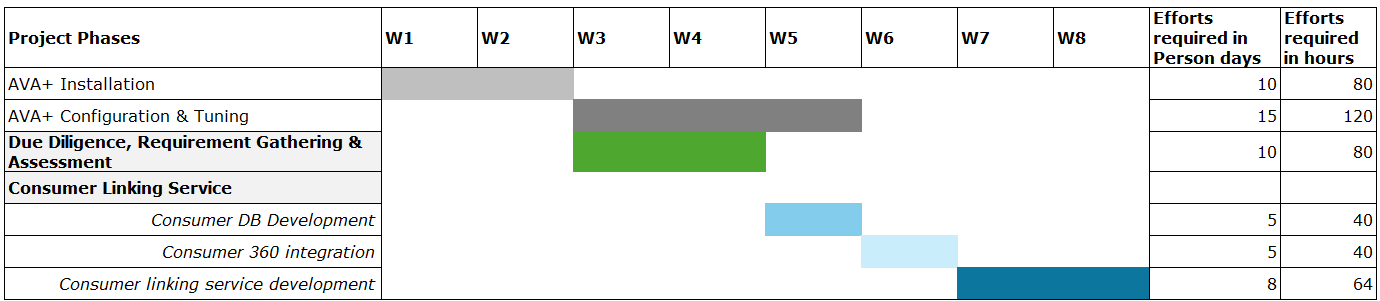 Project Phases W1 W2 W3 W4 W5 W6 W7 W8 Efforts required in Person days Efforts required in hours
AVA+ Installation 10 80
AVA+ Configuration & Tuning 15 120
Due Diligence, Requirement Gathering &
Assessment 10 80
Consumer Linking Service
Consumer DB Development 5 40
Consumer 360 integration 5 40
Consumer linking service development 8 64